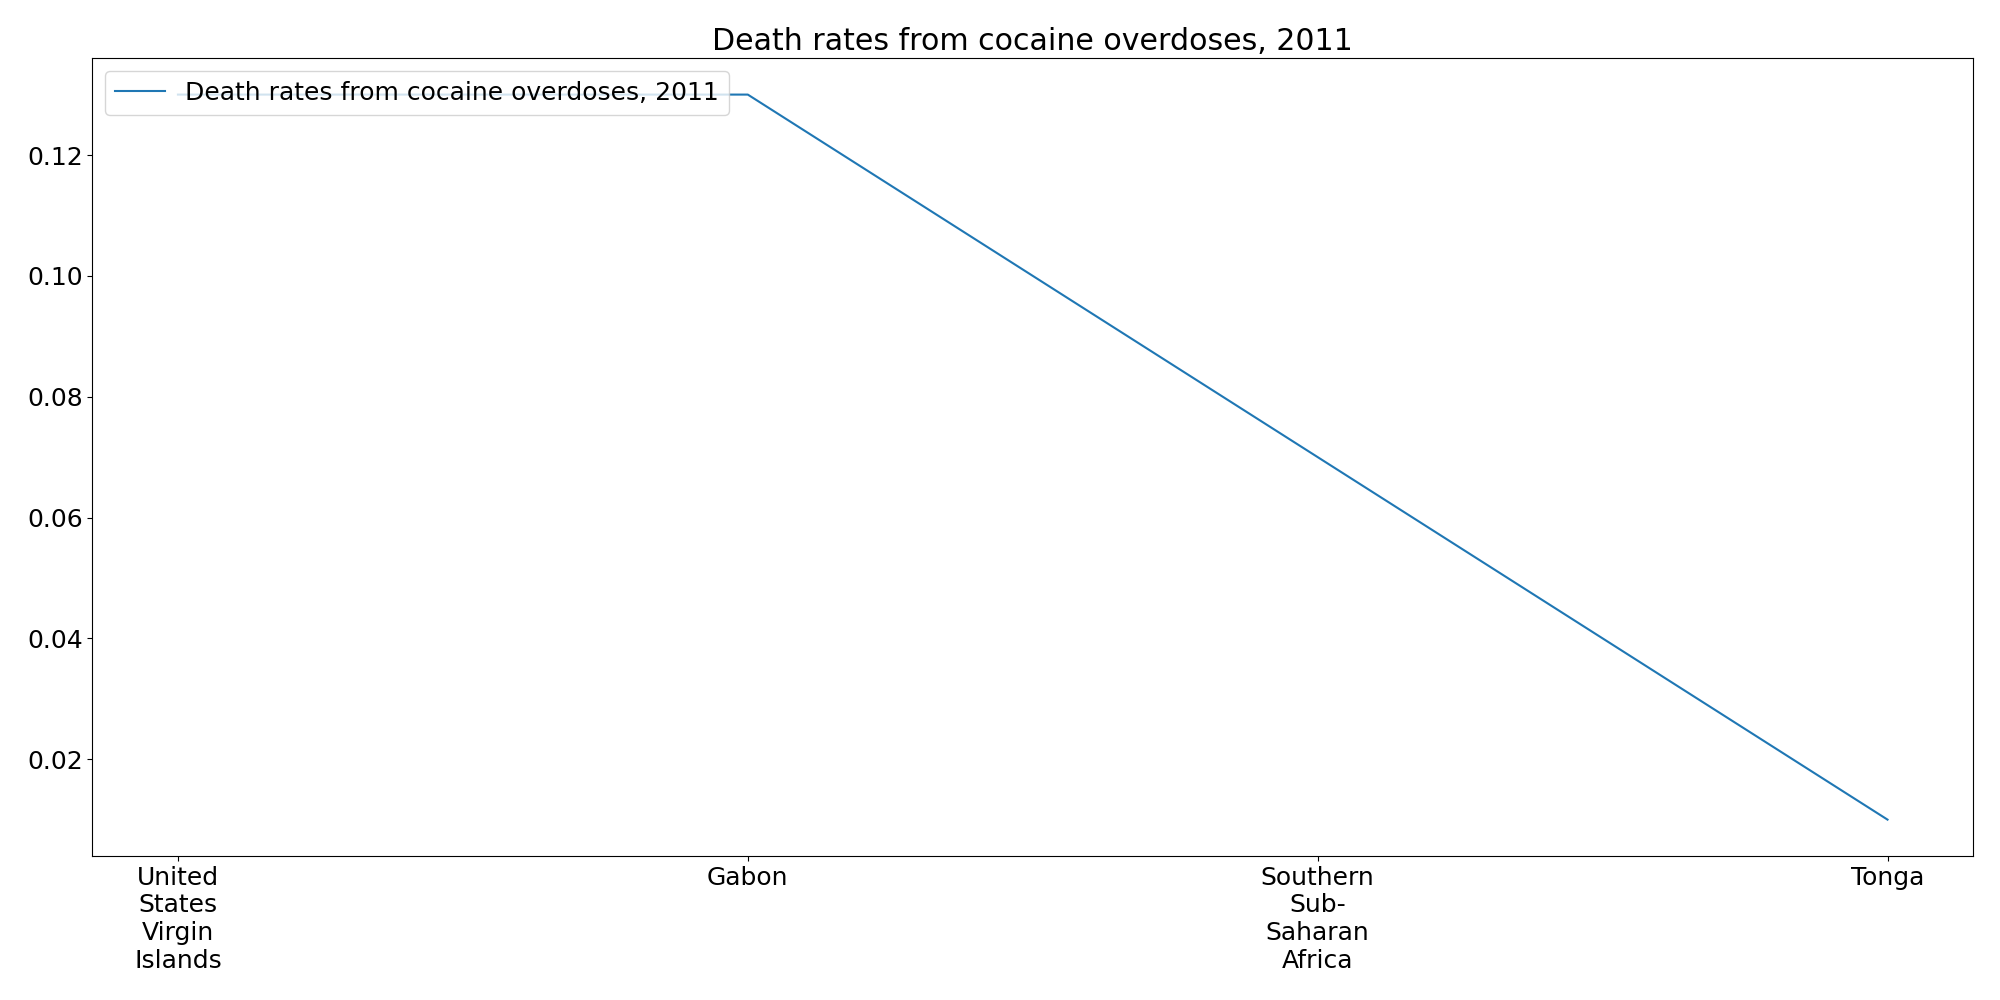 Death rates from cocaine overdoses, 2011
Death rates from cocaine overdoses, 2011
0.12
0.10
0.08
0.06
0.04
0.02
United
States
Virgin
Islands
Gabon
Southern
Sub-
Saharan
Africa
Tonga